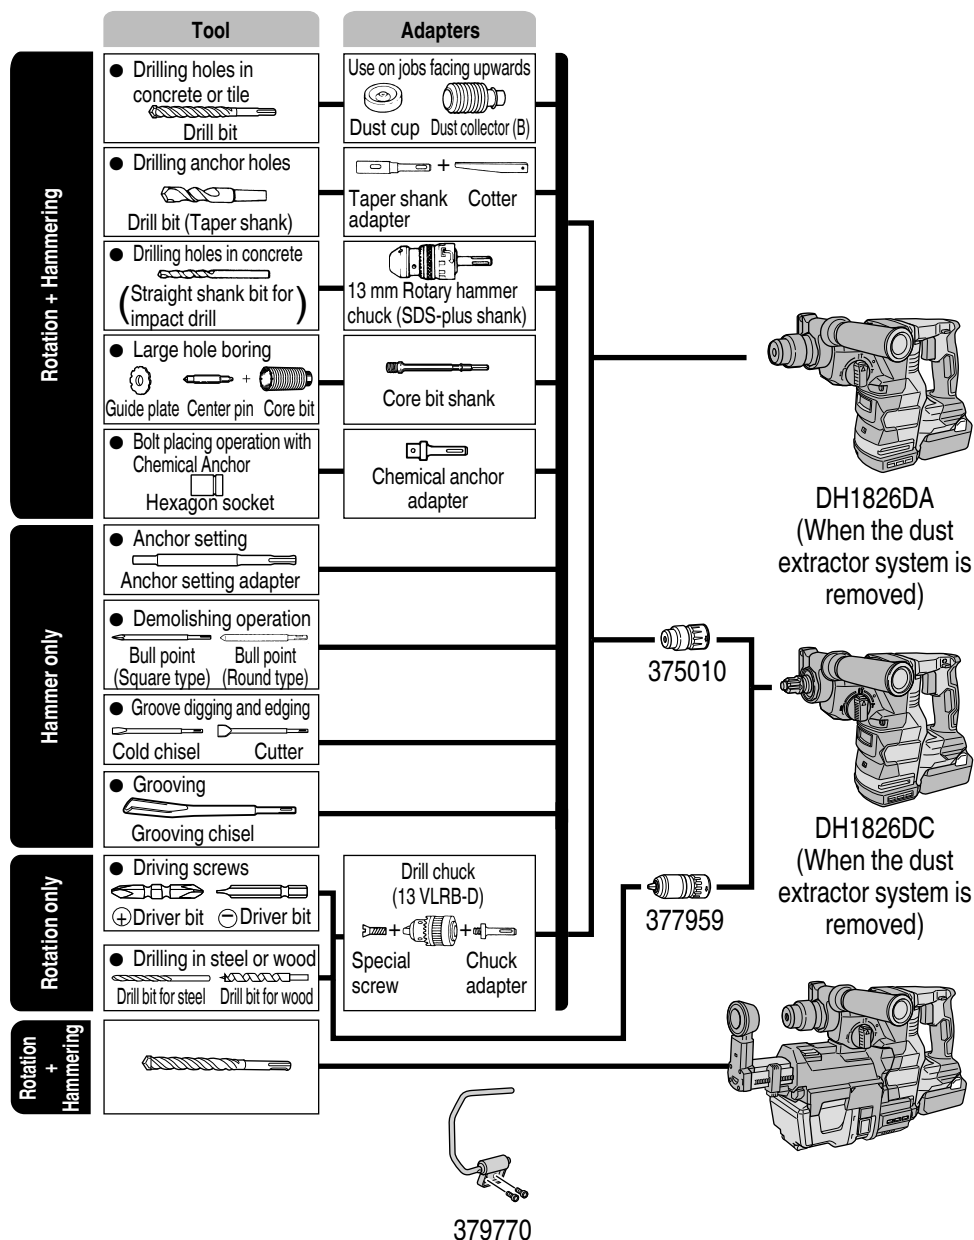 Tool
Adapters
Rotation + Hammering
● Drilling holes in
concrete or tile
Drill bit
Use on jobs facing upwards
Dust cup Dust collector (B)
● Drilling anchor holes
Drill bit (Taper shank)
+
Taper shank
adapter
Cotter
● Drilling holes in concrete
(Straight shank bit for
impact drill)
13 mm Rotary hammer
chuck (SDS-plus shank)
● Large hole boring
+
Guide plate Center pin Core bit
Core bit shank
● Bolt placing operation with
Chemical Anchor
Hexagon socket
Chemical anchor
adapter
Hammer only
● Anchor setting
Anchor setting adapter
● Demolishing operation
Bull point
(Square type)
Bull point
(Round type)
● Groove digging and edging
Cold chisel Cutter
● Grooving
Grooving chisel
Rotation only
● Driving screws
⊕Driver bit ⊖Driver bit
● Drilling in steel or wood
Drill bit for steel Drill bit for wood
Drill chuck
(13 VLRB-D)
+ +
Special
screw
Chuck
adapter
Rotation
+
Hammering
DH1826DA
(When the dust
extractor system is
removed)
375010
DH1826DC
(When the dust
extractor system is
removed)
377959
379770